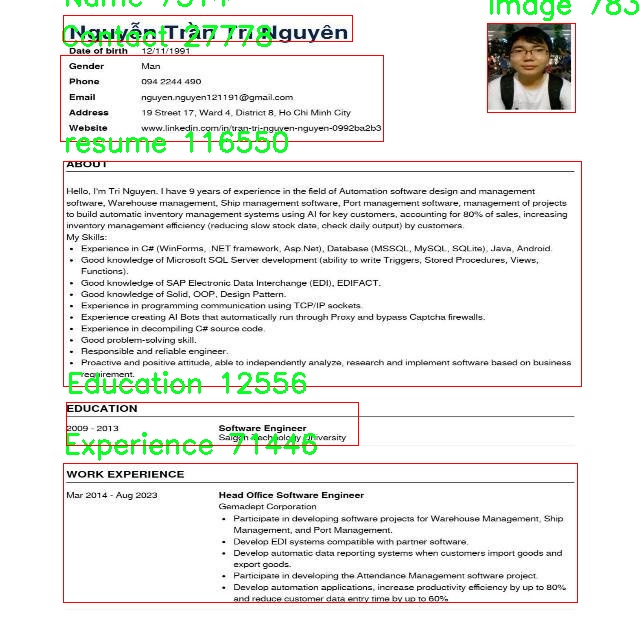 Name 7314
Image 783
Nguyễn Trần Tri Nguyên
Contact 27778
Date of birth 12/11/1991
Gender Man
Phone 094 2244 490
Email nguyen.nguyen121191@gmail.com
Address 19 Street 17, Ward 4, District 8, Ho Chi Minh City
Website www.linkedin.com/in/tran-tri-nguyen-nguyen-0992ba2b3
resume 116550
ABOUT
Hello, I'm Tri Nguyen. I have 9 years of experience in the field of Automation software design and management
software, Warehouse management, Ship management software, Port management software, management of projects
to build automatic inventory management systems using AI for key customers, accounting for 80% of sales, increasing
inventory management efficiency (reducing slow stock date, check daily output) by customers.
My Skills:
• Experience in C# (WinForms, .NET framework, Asp.Net), Database (MSSQL, MySQL, SQLite), Java, Android.
• Good knowledge of Microsoft SQL Server development (ability to write Triggers, Stored Procedures, Views,
Functions).
• Good knowledge of SAP Electronic Data Interchange (EDI), EDIFACT.
• Good knowledge of Solid, OOP, Design Pattern.
• Experience in programming communication using TCP/IP sockets.
• Experience creating AI Bots that automatically run through Proxy and bypass Captcha firewalls.
• Experience in decompiling C# source code.
• Good problem-solving skill.
• Responsible and reliable engineer.
• Proactive and positive attitude, able to independently analyze, research and implement software based on business
requirement.
Education 12556
EDUCATION
2009 - 2013 Software Engineer
Saigon Technology University
Experience 71446
WORK EXPERIENCE
Mar 2014 - Aug 2023 Head Office Software Engineer
Gemadept Corporation
• Participate in developing software projects for Warehouse Management, Ship
Management, and Port Management.
• Develop EDI systems compatible with partner software.
• Develop automatic data reporting systems when customers import goods and
export goods.
• Participate in developing the Attendance Management software project.
• Develop automation applications, increase productivity efficiency by up to 80%
and reduce customer data entry time by up to 60%